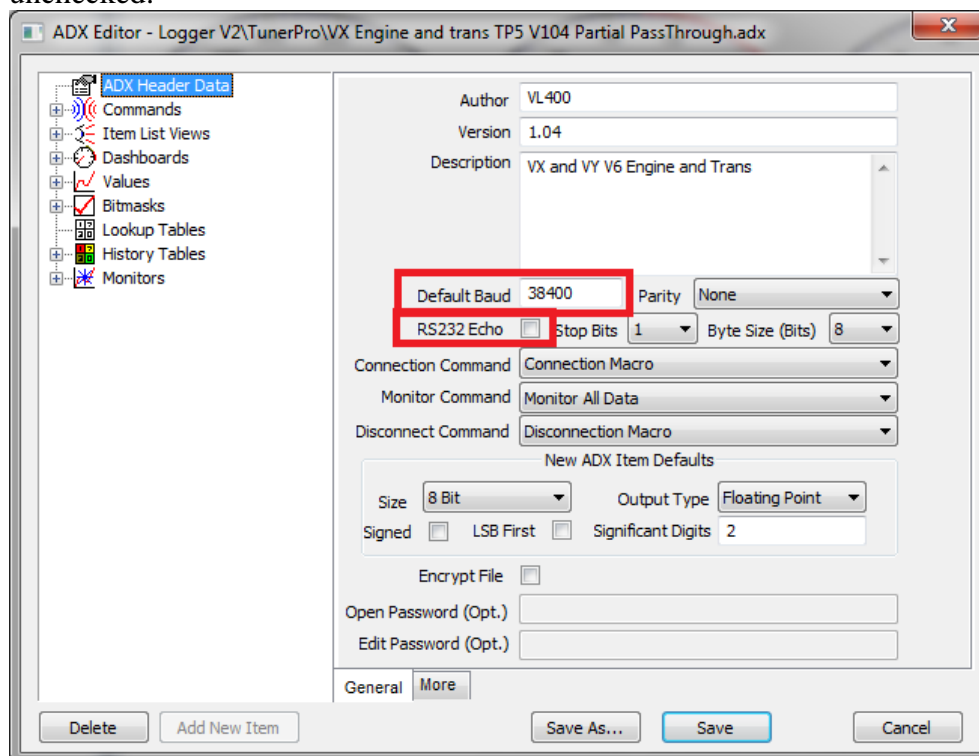 unchecked.
ADX Editor - Logger V2\TunerPro\VX Engine and trans TP5 V104 Partial PassThrough.adx
ADX Header Data
Commands
Item List Views
Dashboards
Values
Bitmasks
Lookup Tables
History Tables
Monitors
Author VL400
Version 1.04
Description VX and VY V6 Engine and Trans
Default Baud 38400 Parity None
RS232 Echo Stop Bits 1 Byte Size (Bits) 8
Connection Command Connection Macro
Monitor Command Monitor All Data
Disconnect Command Disconnection Macro
New ADX Item Defaults
Size 8 Bit Output Type Floating Point
Signed LSB First Significant Digits 2
Encrypt File
Open Password (Opt.)
Edit Password (Opt.)
General More
Delete Add New Item Save As... Save Cancel